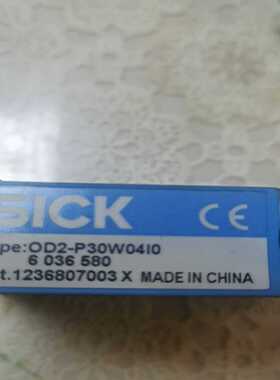 SICK
CE
pe:OD2-P30W04I0
6 036 580
t.1236807003 X MADE IN CHINA